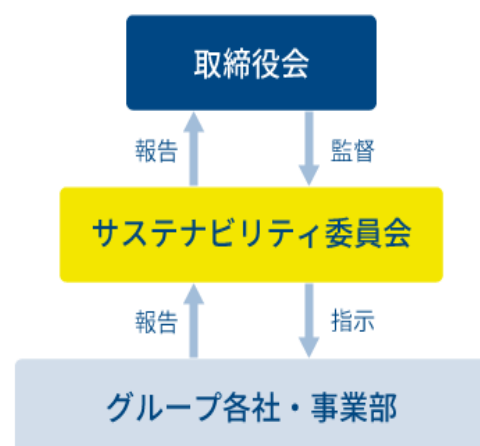 取締役会
報告
監督
サステナビリティ委員会
報告
指示
グループ各社・事業部